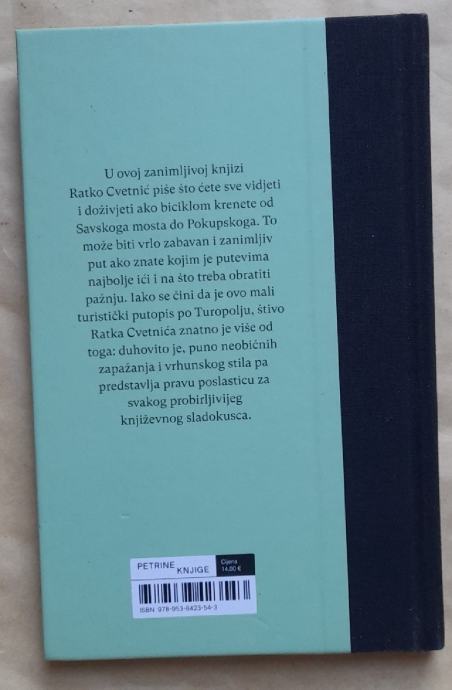 U ovoj zanimljivoj knjizi
Ratko Cvetnić piše što ćete sve vidjeti
i doživjeti ako biciklom krenete od
Savskoga mosta do Pokupskoga. To
može biti vrlo zabavan i zanimljiv
put ako znate kojim je putevima
najbolje ići i na što treba obratiti
pažnju. Iako se čini da je ovo mali
turistički putopis po Turopolju, štivo
Ratka Cvetnića znatno je više od
toga: duhovito je, puno neobičnih
zapažanja i vrhunskog stila pa
predstavlja pravu poslasticu za
svakog probirljivijeg
književnog sladokusca.
PETRINE KNJIGE
Cijena
14,00 €
ISBN 978-953-8423-54-3